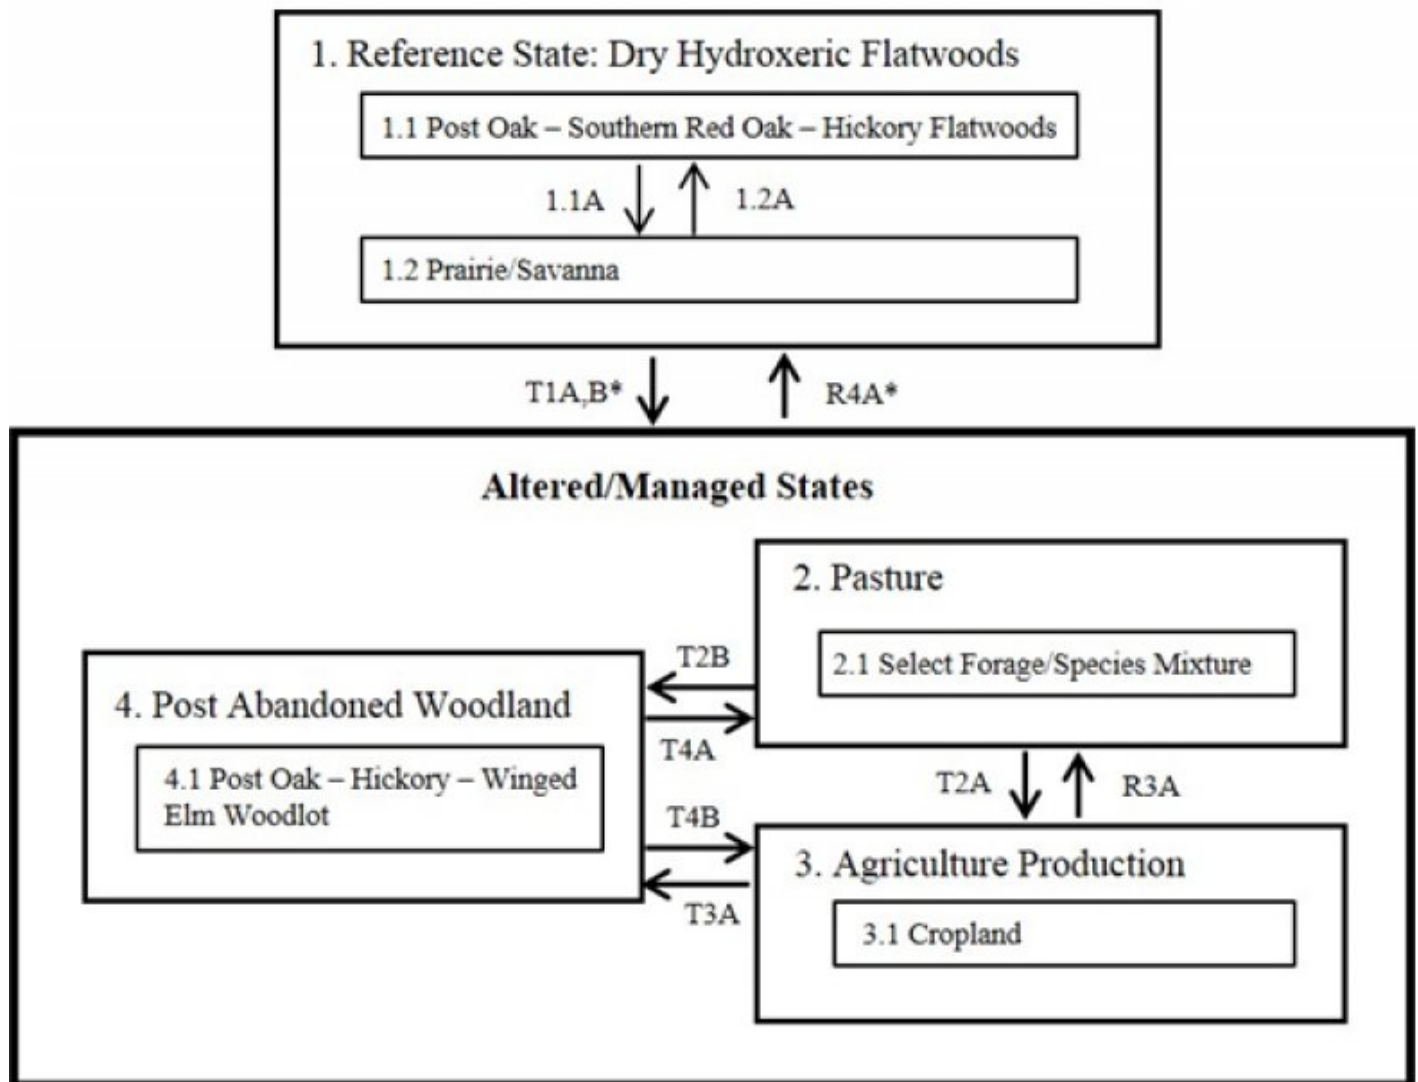 1. Reference State: Dry Hydroxeric Flatwoods
1.1 Post Oak – Southern Red Oak – Hickory Flatwoods
1.1A
1.2A
1.2 Prairie/Savanna
T1A,B*
R4A*
Altered/Managed States
2. Pasture
2.1 Select Forage/Species Mixture
T2B
4. Post Abandoned Woodland
T4A
4.1 Post Oak – Hickory – Winged
Elm Woodlot
T2A
R3A
T4B
3. Agriculture Production
T3A
3.1 Cropland